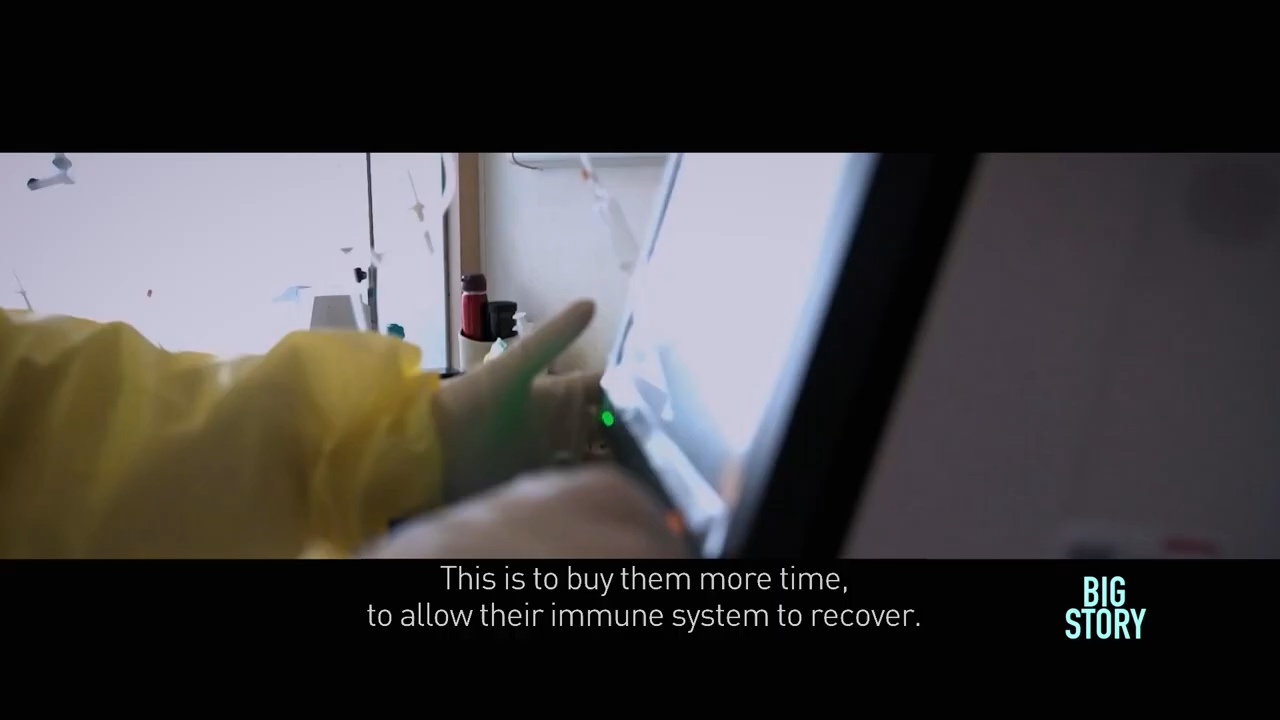 This is to buy them more time,
to allow their immune system to recover.
BIG
STORY